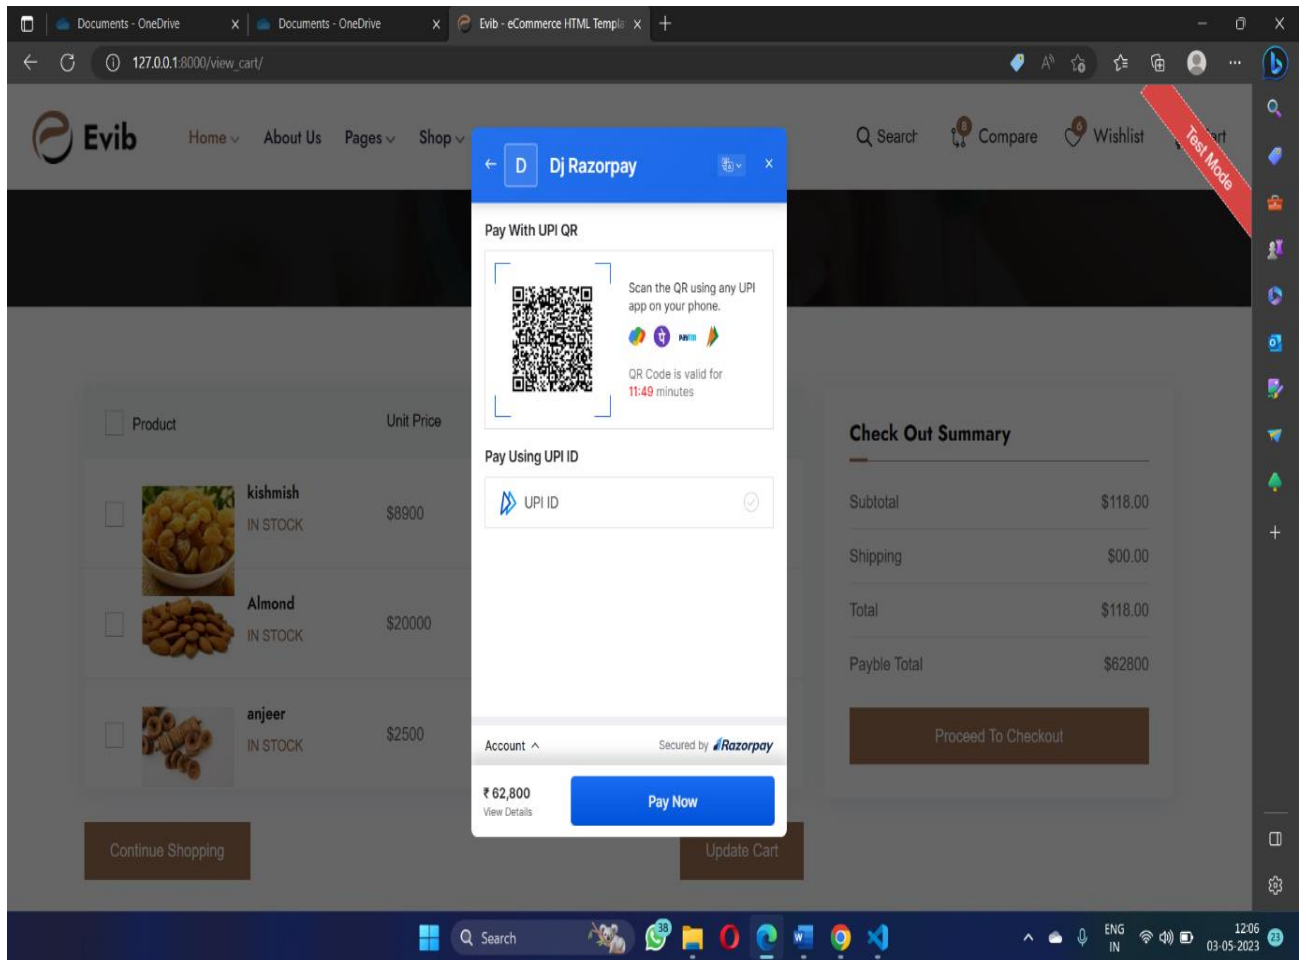 Documents - OneDrive
Documents - OneDrive
Evib - eCommerce HTML Templa
127.0.0.1:8000/view_cart/
Evib
Home
About Us
Pages
Shop
Search
8
Compare
6
Wishlist
Test Mode
D
Dj Razorpay
Pay With UPI QR
Scan the QR using any UPI
app on your phone.
QR Code is valid for
11:49 minutes
Pay Using UPI ID
UPI ID
Account
Secured by Razorpay
₹ 62,800
View Details
Pay Now
Product
Unit Price
kishmish
IN STOCK
$8900
Almond
IN STOCK
$20000
anjeer
IN STOCK
$2500
Continue Shopping
Update Cart
Check Out Summary
Subtotal
$118.00
Shipping
$00.00
Total
$118.00
Payble Total
$62800
Proceed To Checkout
Search
38
ENG
IN
12:06
03-05-2023
23